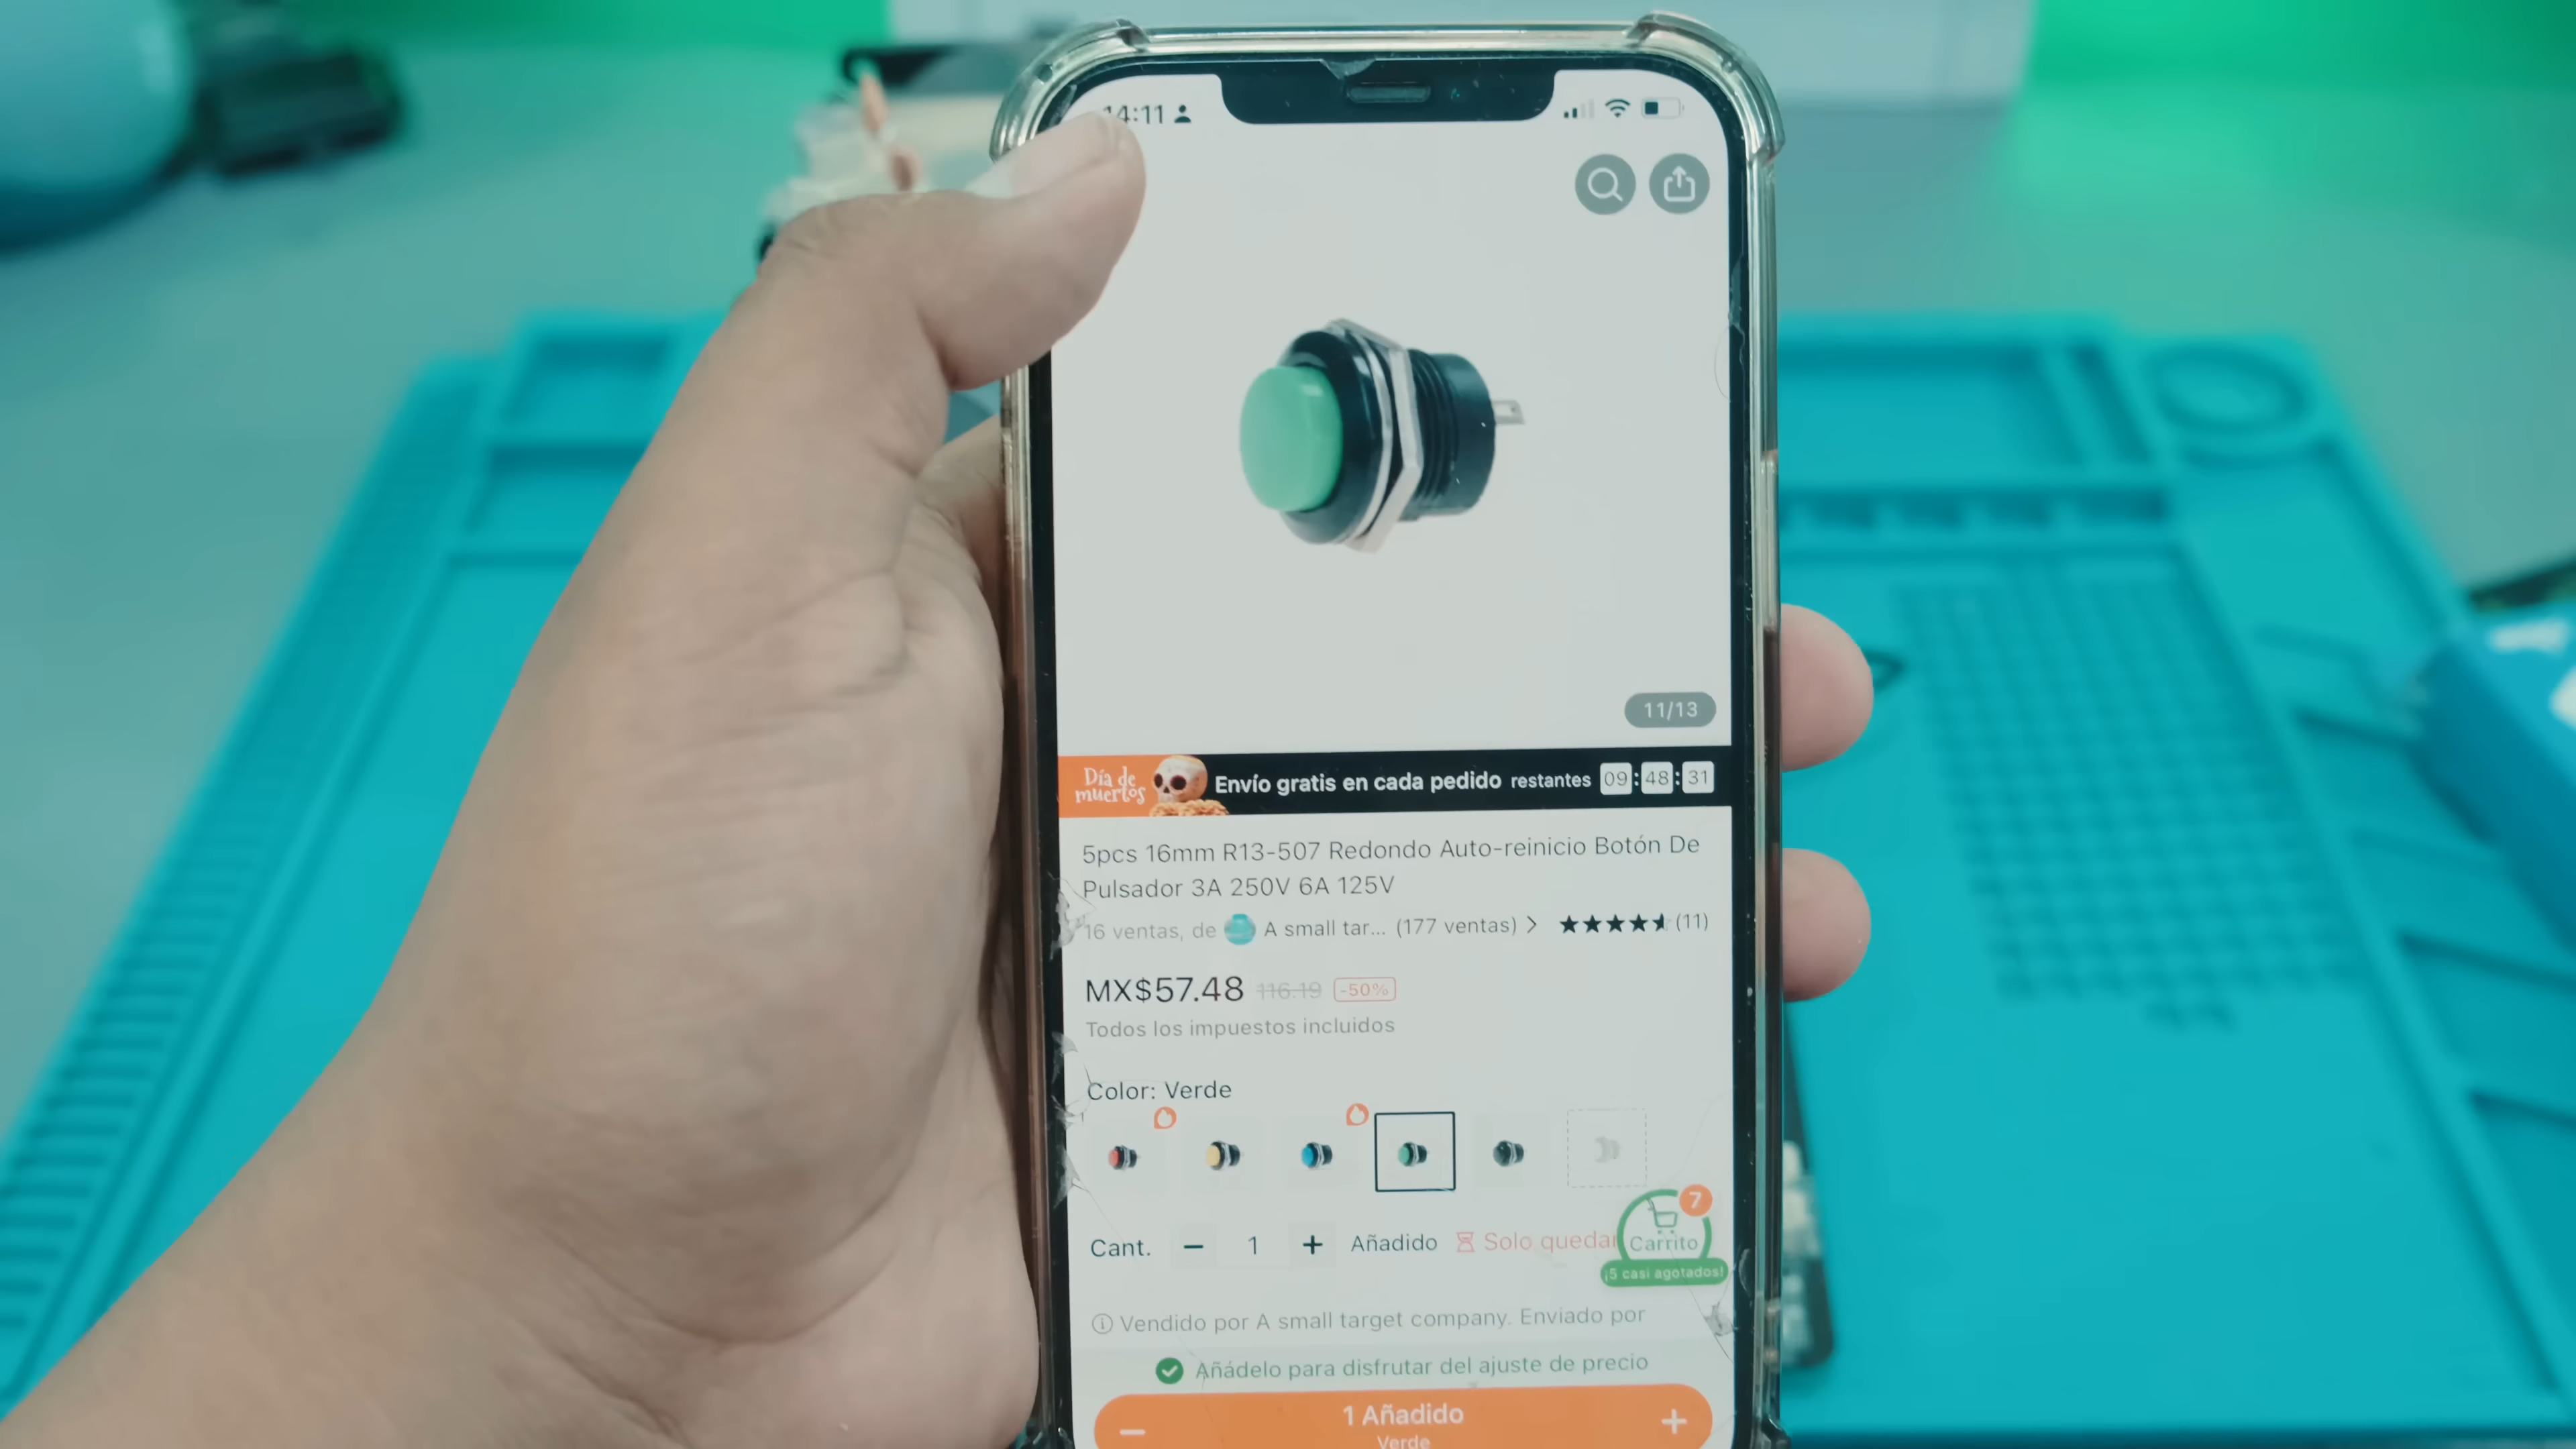 14:11
11/13
Día de
muertos
Envío gratis en cada pedido restantes 09:48:31
5pcs 16mm R13-507 Redondo Auto-reinicio Botón De
Pulsador 3A 250V 6A 125V
16 ventas, de A small tar... (177 ventas) (11)
MX$57.48 116.19 -50%
Todos los impuestos incluidos
Color: Verde
Cant. − 1 + Añadido Solo quedan
7
Carrito
¡5 casi agotados!
Vendido por A small target company. Enviado por
Añádelo para disfrutar del ajuste de precio
− 1 Añadido +
Verde